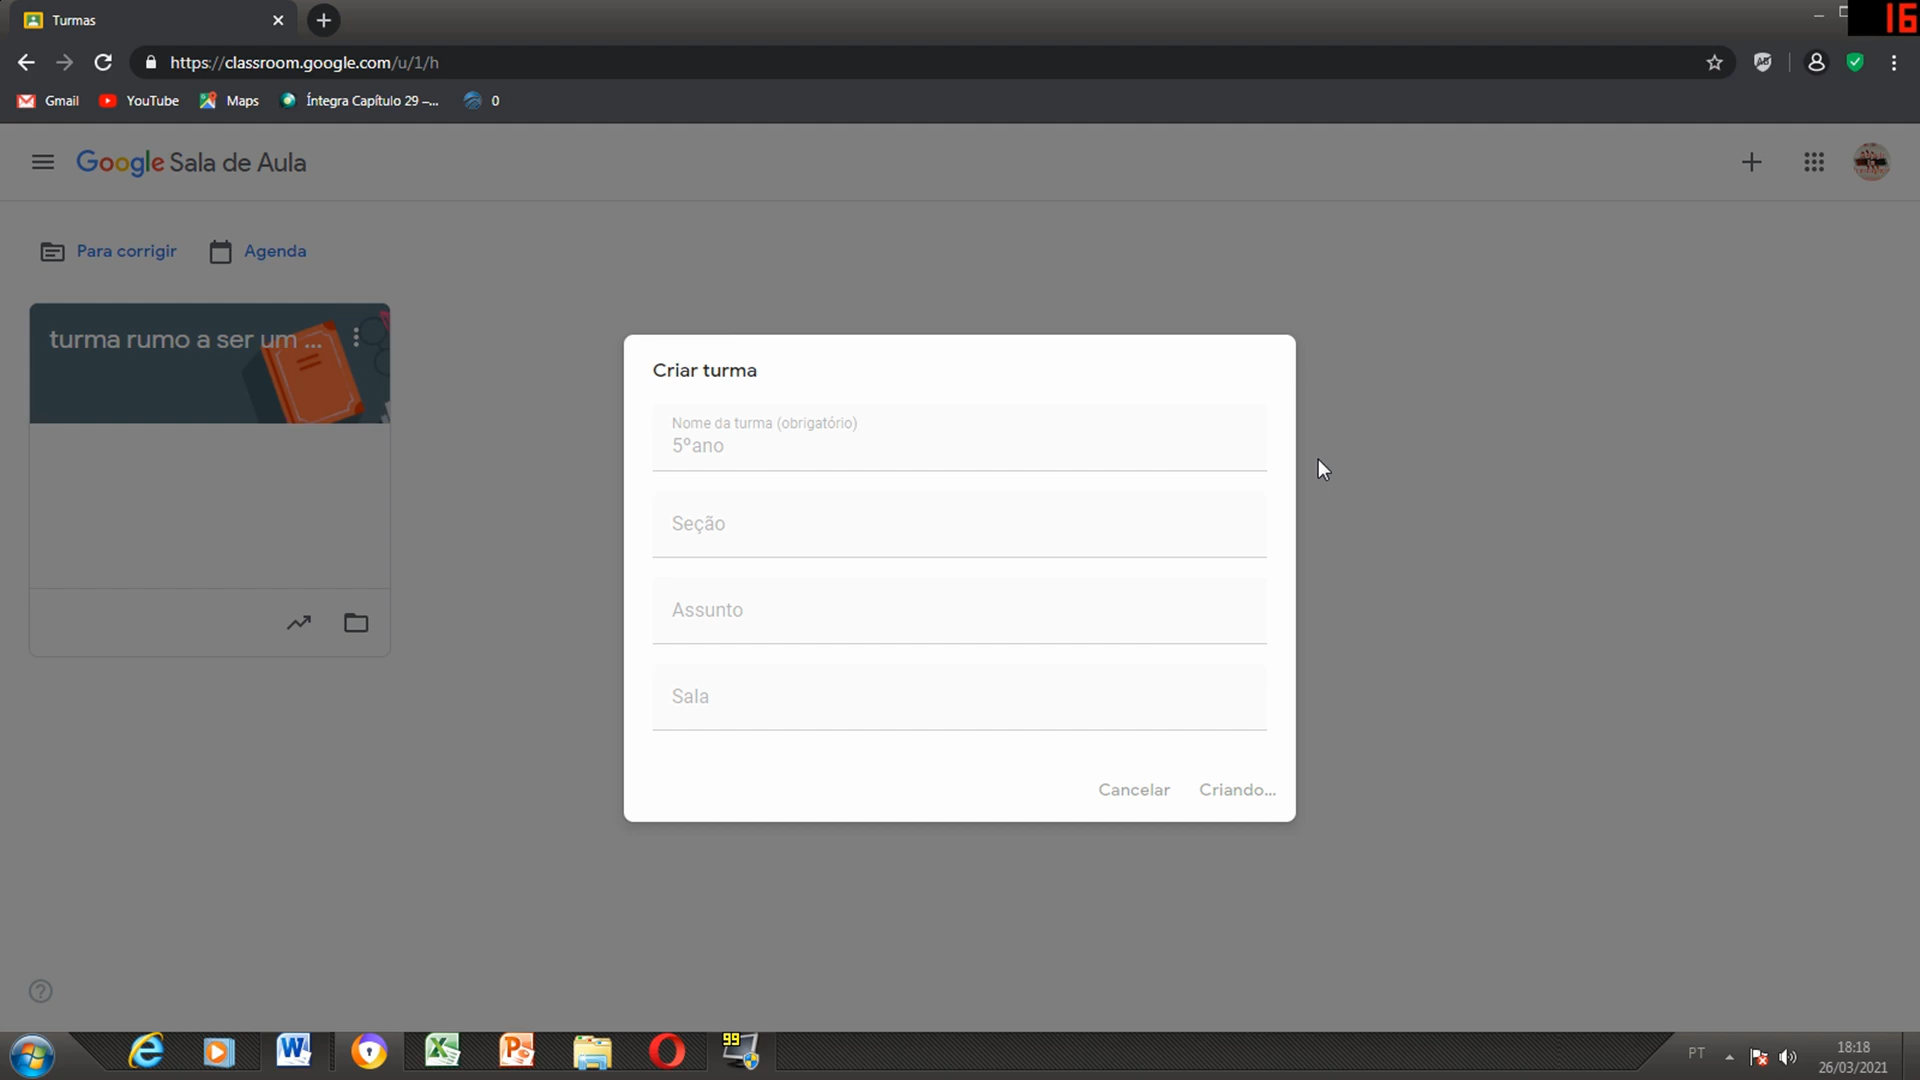 Turmas
16
https://classroom.google.com/u/1/h
Gmail
YouTube
Maps
Íntegra Capítulo 29 –...
0
Google Sala de Aula
Para corrigir
Agenda
turma rumo a ser um ...
Criar turma
Nome da turma (obrigatório)
5ºano
Seção
Assunto
Sala
Cancelar
Criando...
99
PT
18:18
26/03/2021